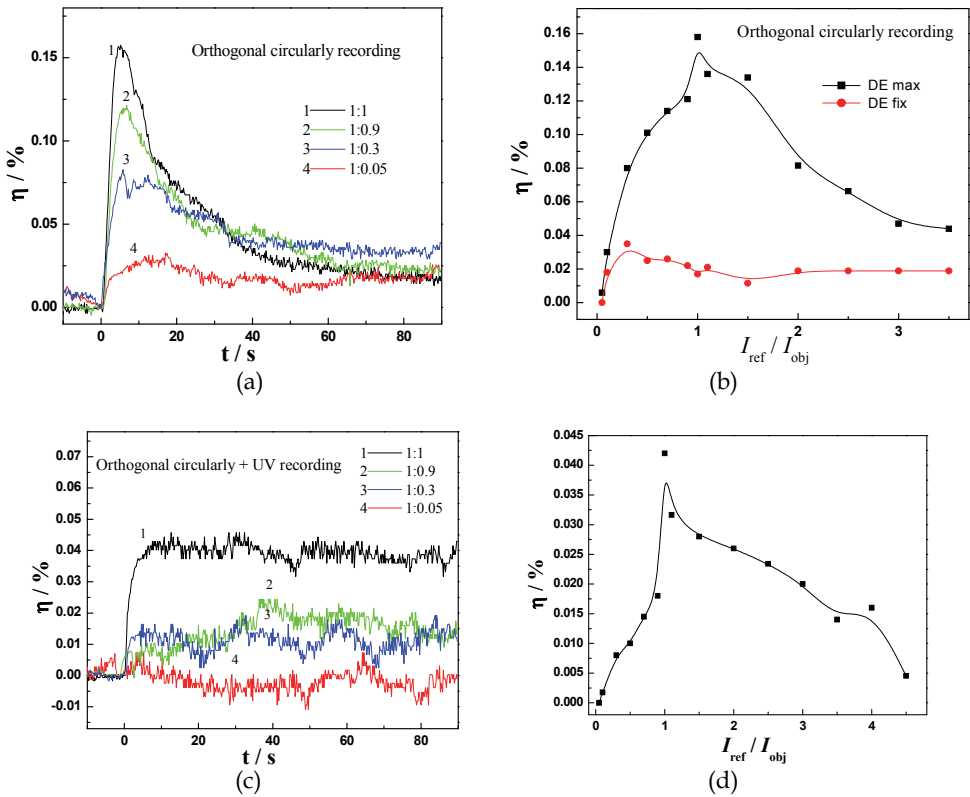 Orthogonal circularly recording
1 1:1
2 1:0.9
3 1:0.3
4 1:0.05
1
2
3
4
η / %
0.15
0.10
0.05
0.00
0 20 40 60 80
t / s
(a)
Orthogonal circularly recording
DE max
DE fix
η / %
0.16
0.14
0.12
0.10
0.08
0.06
0.04
0.02
0.00
0 1 2 3
I_ref / I_obj
(b)
Orthogonal circularly + UV recording
1 1:1
2 1:0.9
3 1:0.3
4 1:0.05
1
2
3
4
η / %
0.07
0.06
0.05
0.04
0.03
0.02
0.01
0.00
-0.01
0 20 40 60 80
t / s
(c)
η / %
0.045
0.040
0.035
0.030
0.025
0.020
0.015
0.010
0.005
0.000
0 1 2 3 4
I_ref / I_obj
(d)